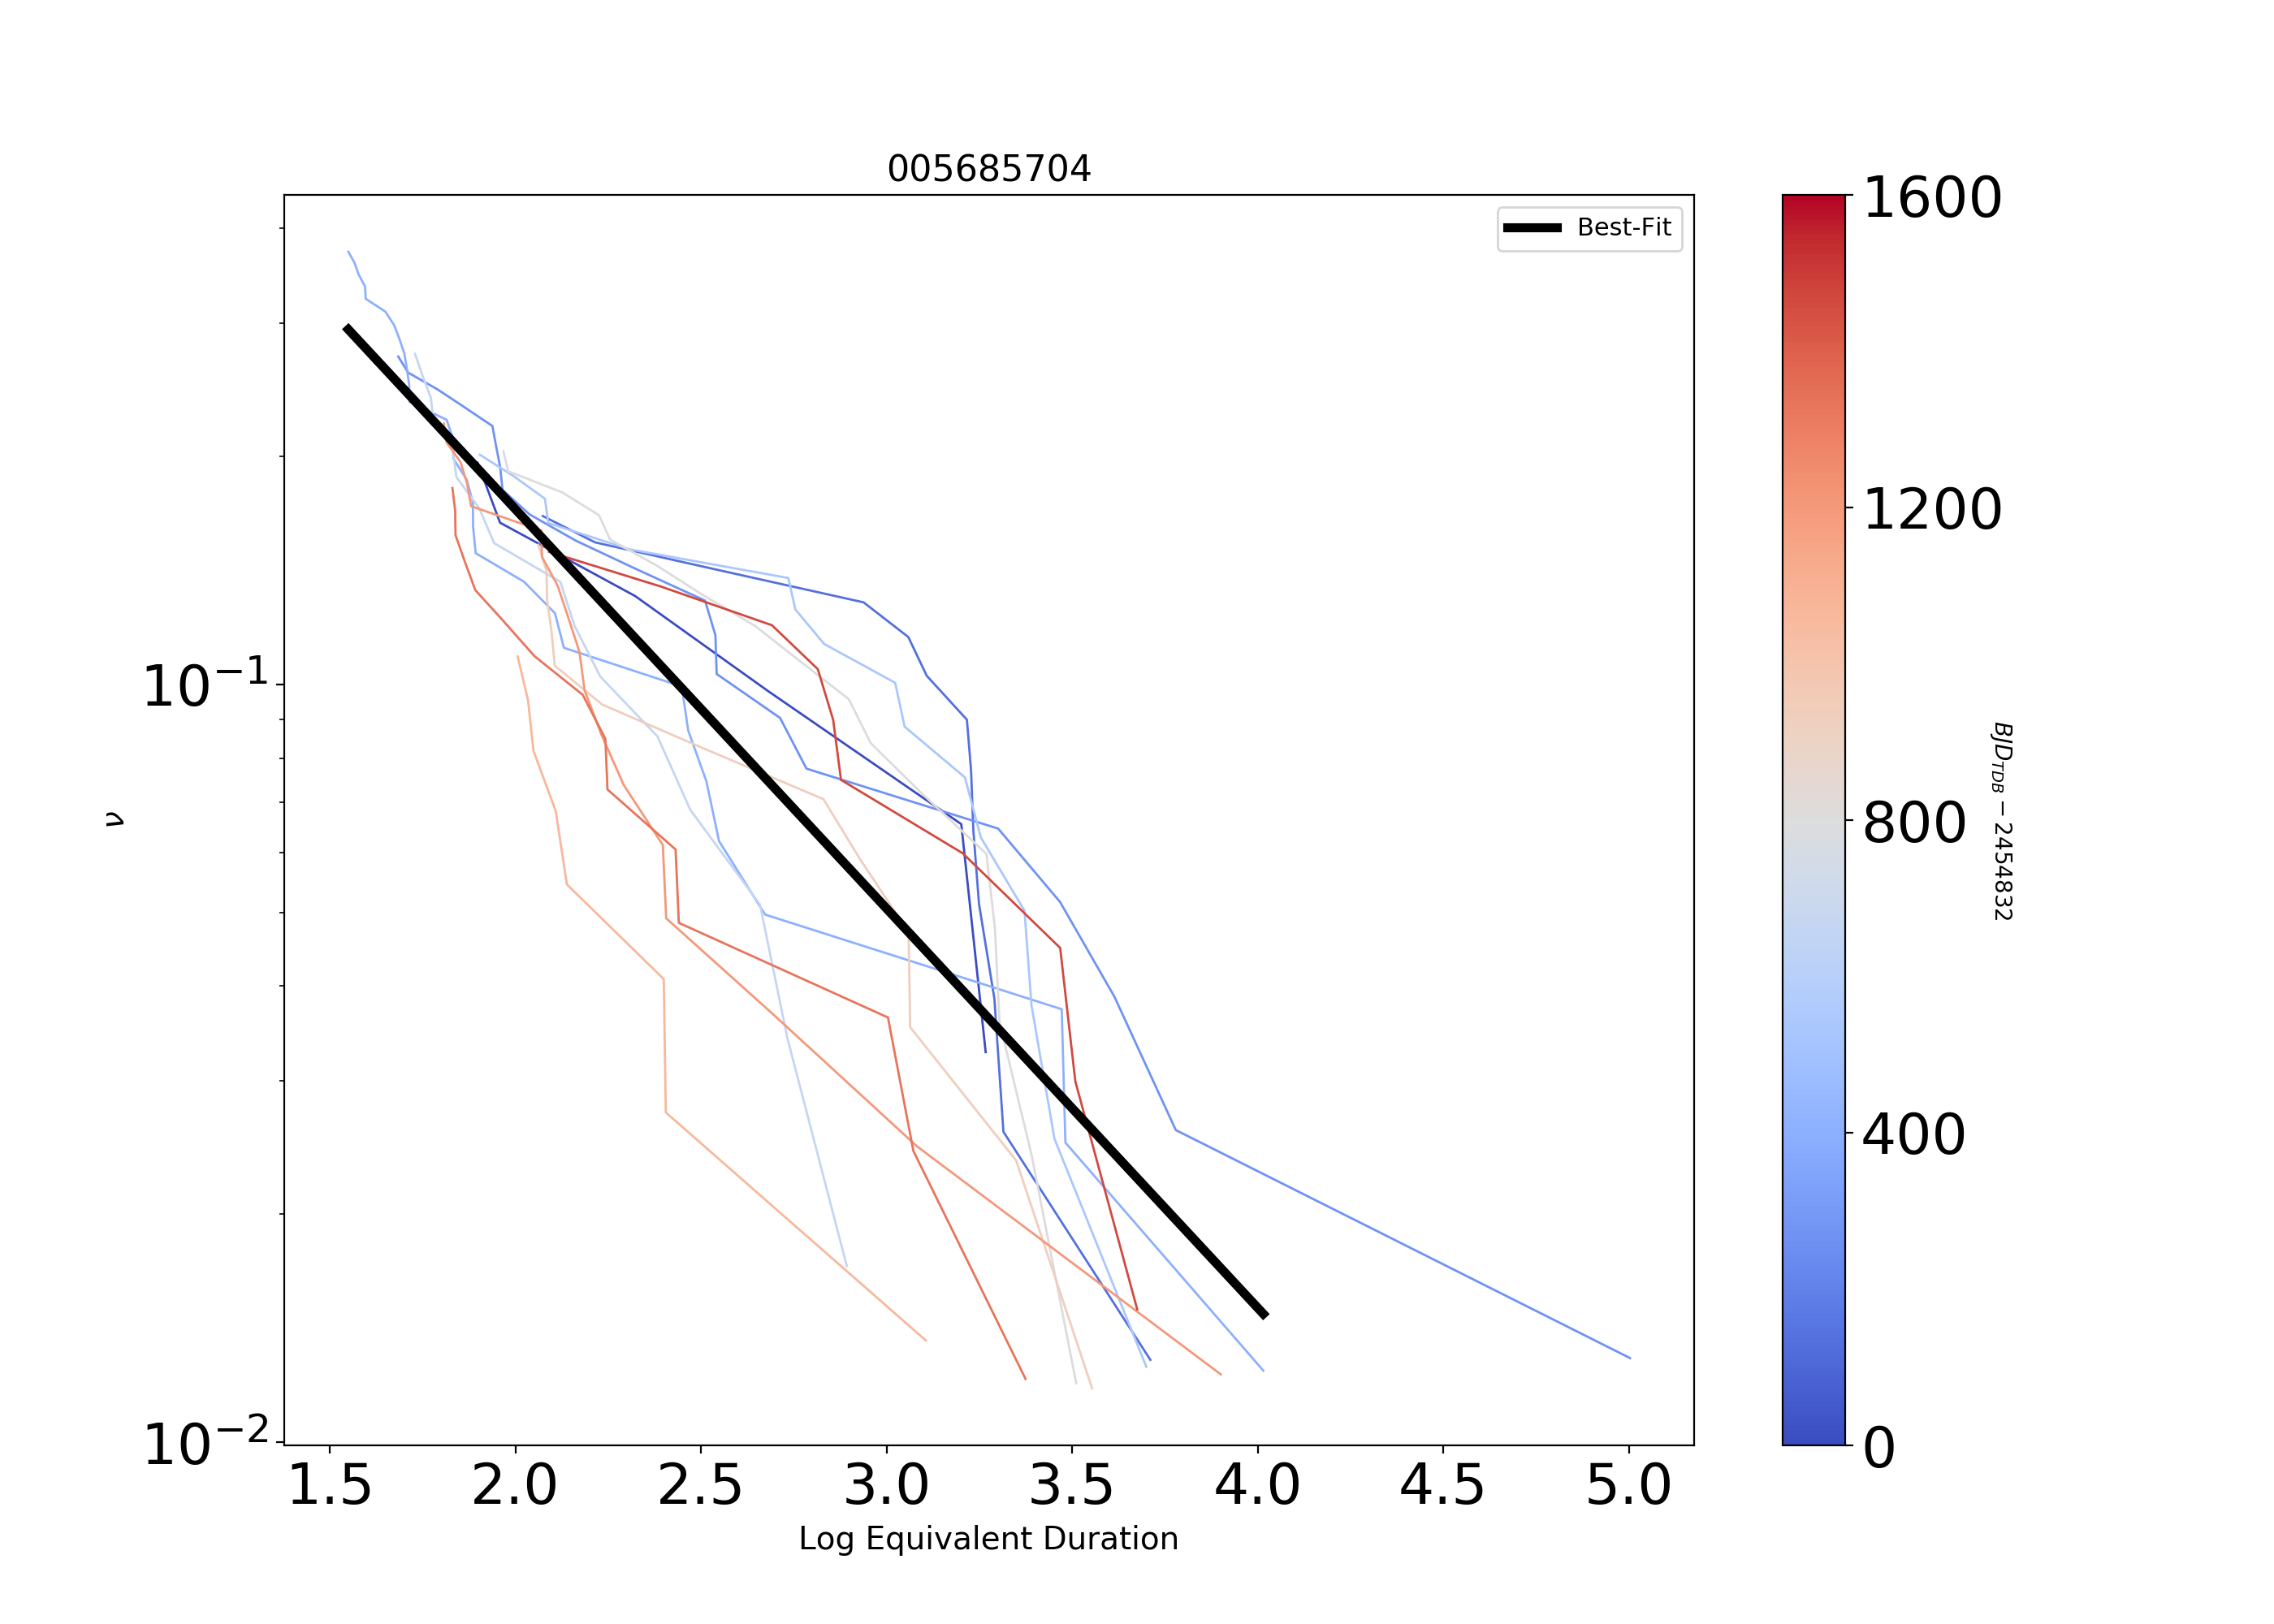 005685704
Best-Fit
10⁻¹
10⁻²
ν
1.5 2.0 2.5 3.0 3.5 4.0 4.5 5.0
Log Equivalent Duration
1600
1200
800
400
0
BJD_TDB − 2454832